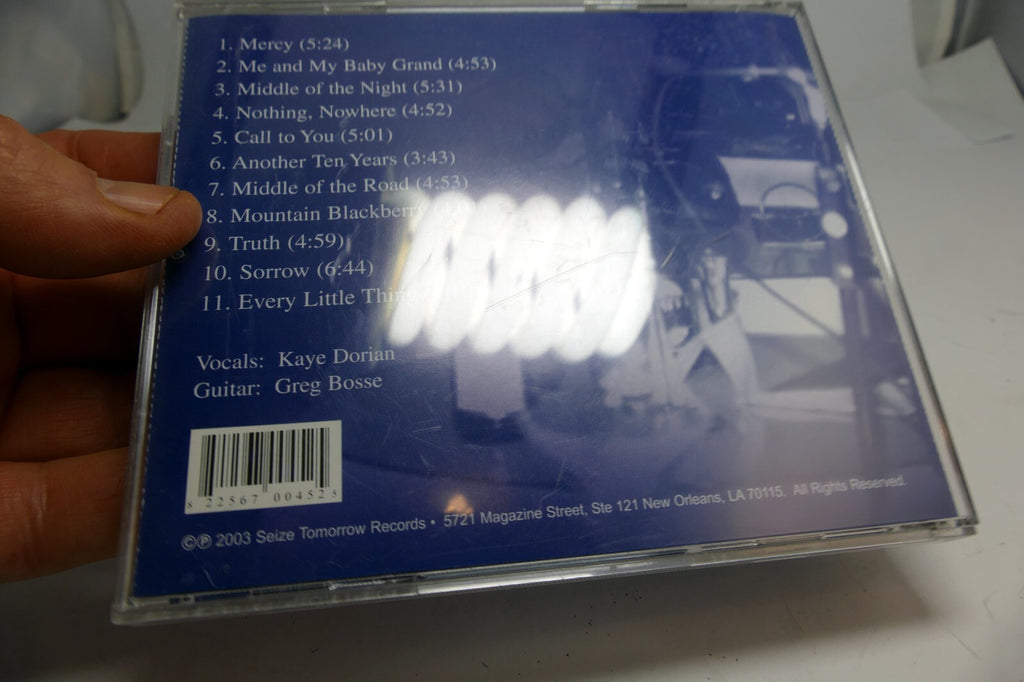 1. Mercy (5:24)
2. Me and My Baby Grand (4:53)
3. Middle of the Night (5:31)
4. Nothing, Nowhere (4:52)
5. Call to You (5:01)
6. Another Ten Years (3:43)
7. Middle of the Road (4:53)
8. Mountain Blackberry
9. Truth (4:59)
10. Sorrow (6:44)
11. Every Little Thing
Vocals: Kaye Dorian
Guitar: Greg Bosse
8 22567 00452 3
©℗ 2003 Seize Tomorrow Records • 5721 Magazine Street, Ste 121 New Orleans, LA 70115. All Rights Reserved.